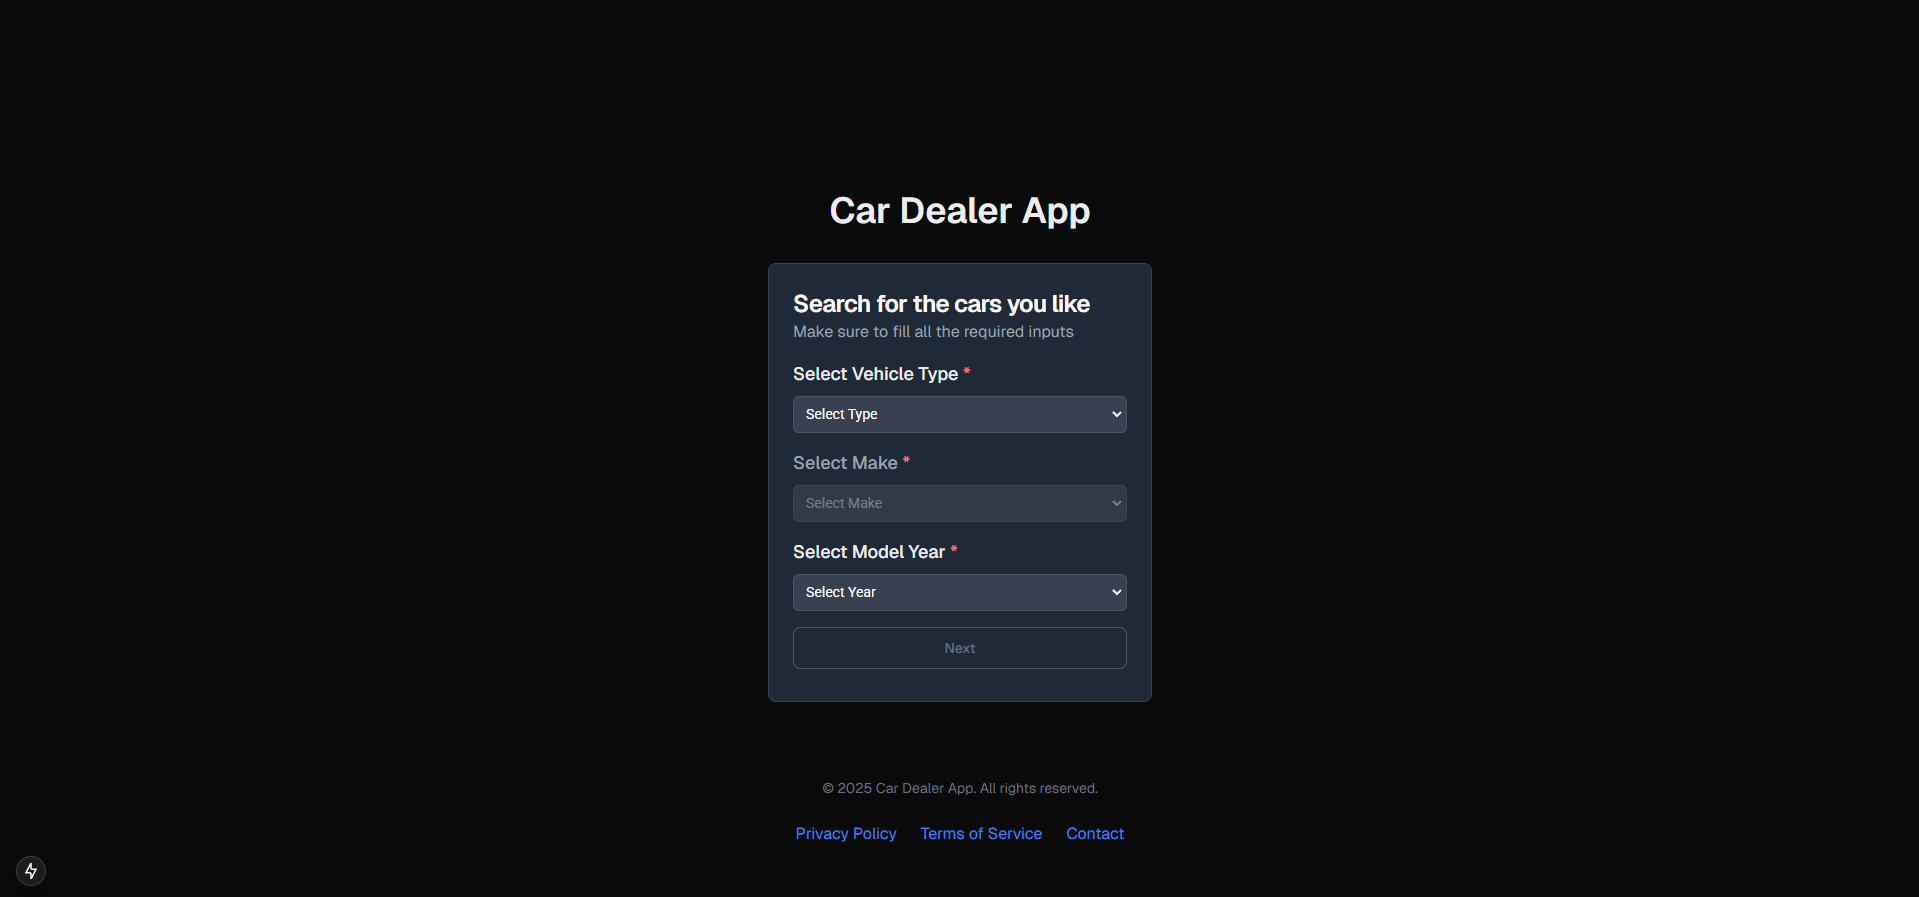 Car Dealer App
Search for the cars you like
Make sure to fill all the required inputs
Select Vehicle Type *
Select Type
Select Make *
Select Make
Select Model Year *
Select Year
Next
© 2025 Car Dealer App. All rights reserved.
Privacy Policy Terms of Service Contact